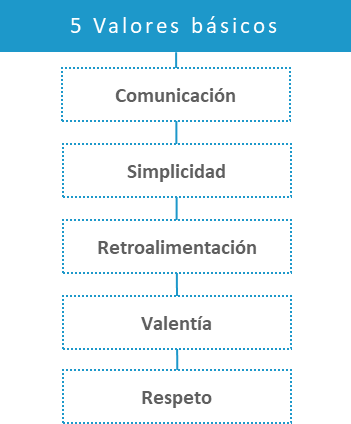 5 Valores básicos
Comunicación
Simplicidad
Retroalimentación
Valentía
Respeto